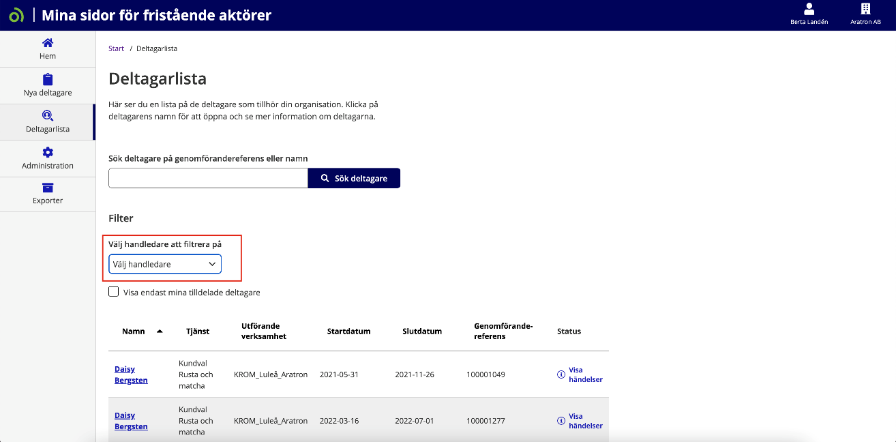 Mina sidor för fristående aktörer
Berta Landén
Aratron AB
Hem
Nya deltagare
Deltagarlista
Administration
Exporter
Start / Deltagarlista
Deltagarlista
Här ser du en lista på de deltagare som tillhör din organisation. Klicka på
deltagarens namn för att öppna och se mer information om deltagarna.
Sök deltagare på genomförandereferens eller namn
Sök deltagare
Filter
Välj handledare att filtrera på
Välj handledare
Visa endast mina tilldelade deltagare
Namn Tjänst Utförande verksamhet Startdatum Slutdatum Genomförande-referens Status
Daisy Bergsten Kundval Rusta och matcha KROM_Luleå_Aratron 2021-05-31 2021-11-26 100001049 Visa händelser
Daisy Bergsten Kundval Rusta och matcha KROM_Luleå_Aratron 2022-03-16 2022-07-01 100001277 Visa händelser